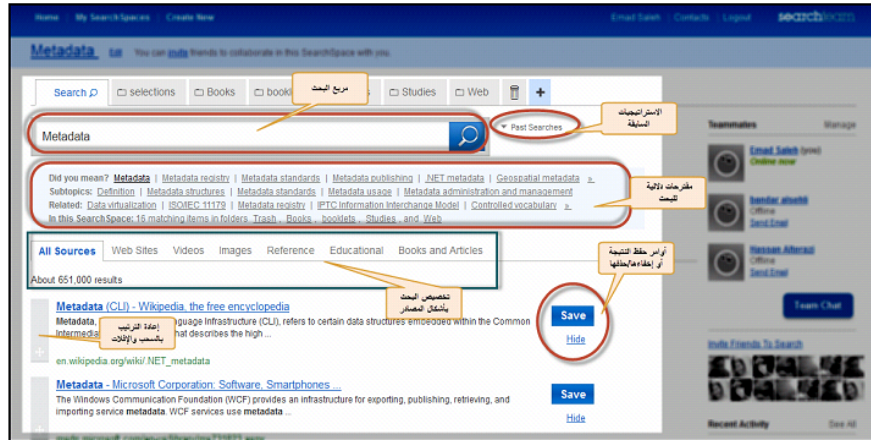 Home | My SearchSpaces | Create New
Emad Saleh | Contacts | Logout searchteam
Metadata Edit You can invite friends to collaborate in this SearchSpace with you.
Search selections Books bookl Studies Web +
مربع البحث
الاستراتيجيات
السابقة
Metadata
Past Searches
Teammates Manage
Emad Saleh (you)
Online now
Did you mean? Metadata | Metadata registry | Metadata standards | Metadata publishing | .NET metadata | Geospatial metadata »
Subtopics: Definition | Metadata structures | Metadata standards | Metadata usage | Metadata administration and management
Related: Data virtualization | ISO/IEC 11179 | Metadata registry | IPTC Information Interchange Model | Controlled vocabulary »
In this SearchSpace: 16 matching items in folders Trash , Books , booklets , Studies , and Web
مقترحات دلالية
للبحث
Offline
Send Email
All Sources Web Sites Videos Images Reference Educational Books and Articles
أوامر حفظ النتيجة
أو إخفاءها/حذفها
Offline
Send Email
About 651,000 results
تخصيص البحث
بأشكال المصادر
Team Chat
Metadata (CLI) - Wikipedia, the free encyclopedia
Metadata, guage Infrastructure (CLI), refers to certain data structures embedded within the Common
Intermedia hat describes the high ...
en.wikipedia.org/wiki/.NET_metadata
إعادة الترتيب
بالسحب والإفلات
Save
Hide
Invite Friends To Search
Metadata - Microsoft Corporation: Software, Smartphones ...
The Windows Communication Foundation (WCF) provides an infrastructure for exporting, publishing, retrieving, and
importing service metadata. WCF services use metadata ...
Save
Hide
Recent Activity See All